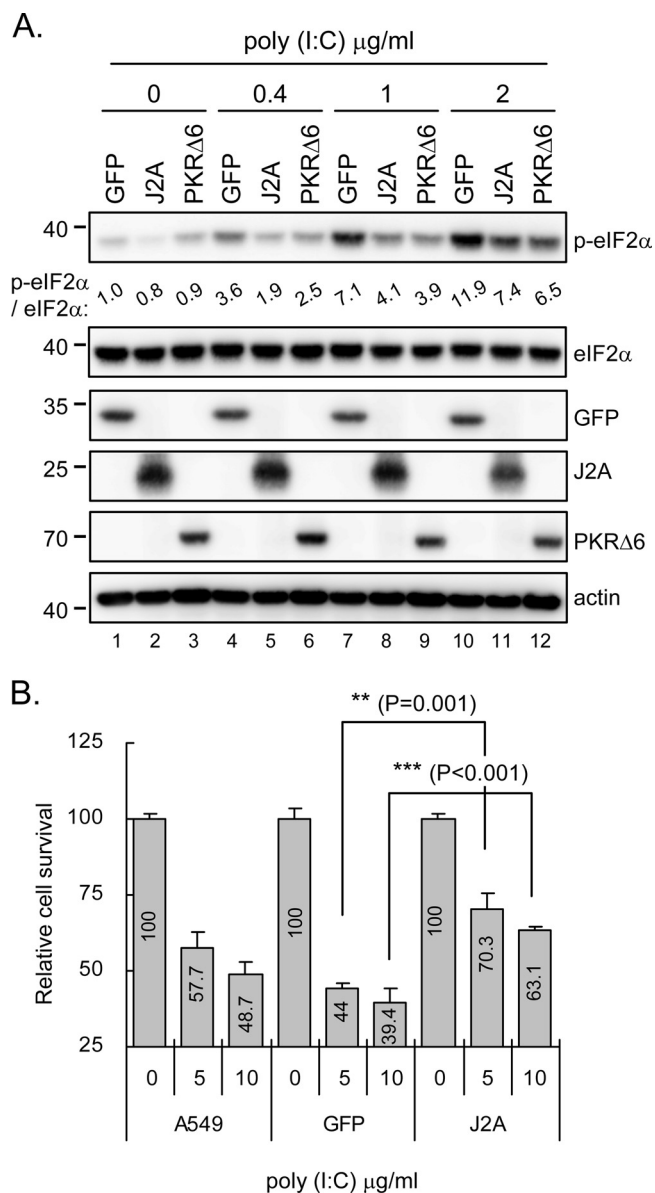 A.
poly (I:C) μg/ml
0 0.4 1 2
GFP J2A PKRΔ6 GFP J2A PKRΔ6 GFP J2A PKRΔ6 GFP J2A PKRΔ6
40 p-eIF2α
p-eIF2α
/ eIF2α: 1.0 0.8 0.9 3.6 1.9 2.5 7.1 4.1 3.9 11.9 7.4 6.5
40 eIF2α
35 GFP
25 J2A
70 PKRΔ6
40 actin
1 2 3 4 5 6 7 8 9 10 11 12
B.
** (P=0.001)
*** (P<0.001)
Relative cell survival
125
100
75
50
25
100 57.7 48.7 100 44 39.4 100 70.3 63.1
0 5 10 0 5 10 0 5 10
A549 GFP J2A
poly (I:C) μg/ml